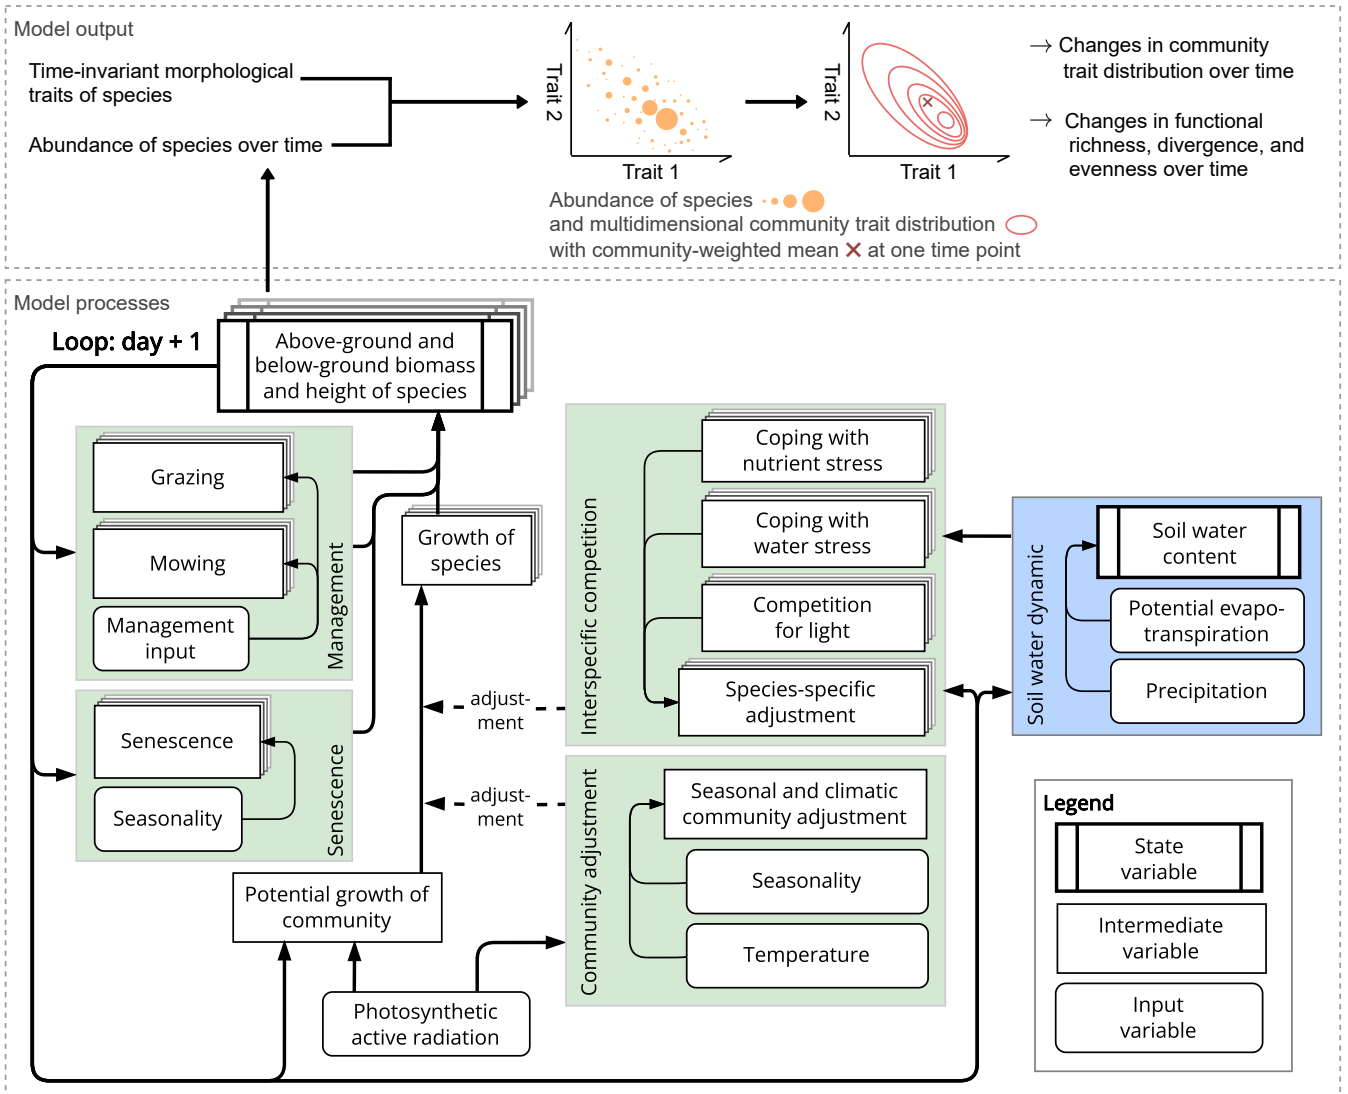 Model output
Time-invariant morphological
traits of species
Abundance of species over time
Trait 2
Trait 1
Trait 2
Trait 1
→ Changes in community
trait distribution over time
→ Changes in functional
richness, divergence, and
evenness over time
Abundance of species
and multidimensional community trait distribution
with community-weighted mean × at one time point
Model processes
Loop: day + 1
Above-ground and
below-ground biomass
and height of species
Grazing
Mowing
Management
input
Management
Senescence
Seasonality
Senescence
Growth of
species
adjust-
ment
adjust-
ment
Potential growth of
community
Photosynthetic
active radiation
Interspecific competition
Coping with
nutrient stress
Coping with
water stress
Competition
for light
Species-specific
adjustment
Community adjustment
Seasonal and climatic
community adjustment
Seasonality
Temperature
Soil water dynamic
Soil water
content
Potential evapo-
transpiration
Precipitation
Legend
State
variable
Intermediate
variable
Input
variable